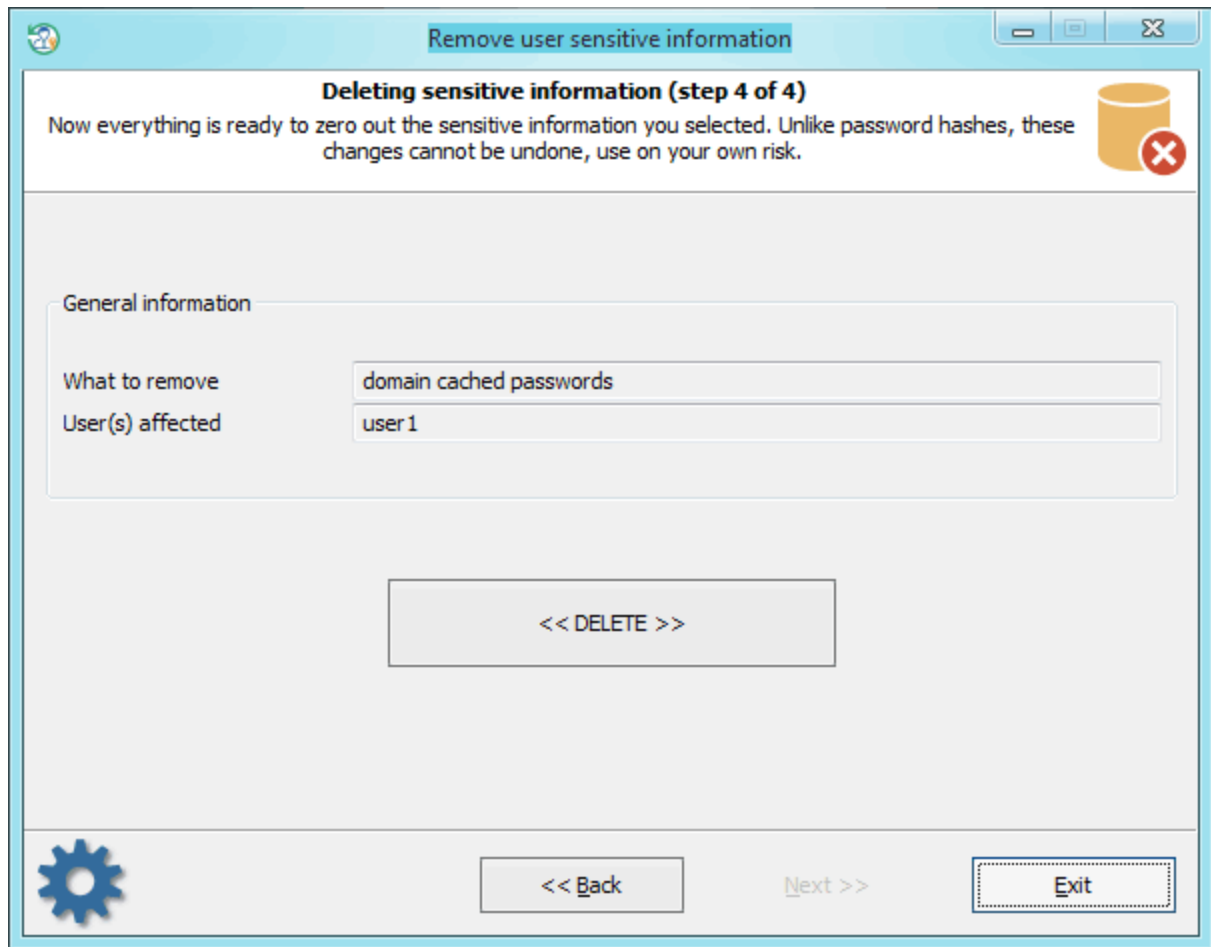 Remove user sensitive information
Deleting sensitive information (step 4 of 4)
Now everything is ready to zero out the sensitive information you selected. Unlike password hashes, these
changes cannot be undone, use on your own risk.
General information
What to remove domain cached passwords
User(s) affected user1
<< DELETE >>
<< Back Next >> Exit